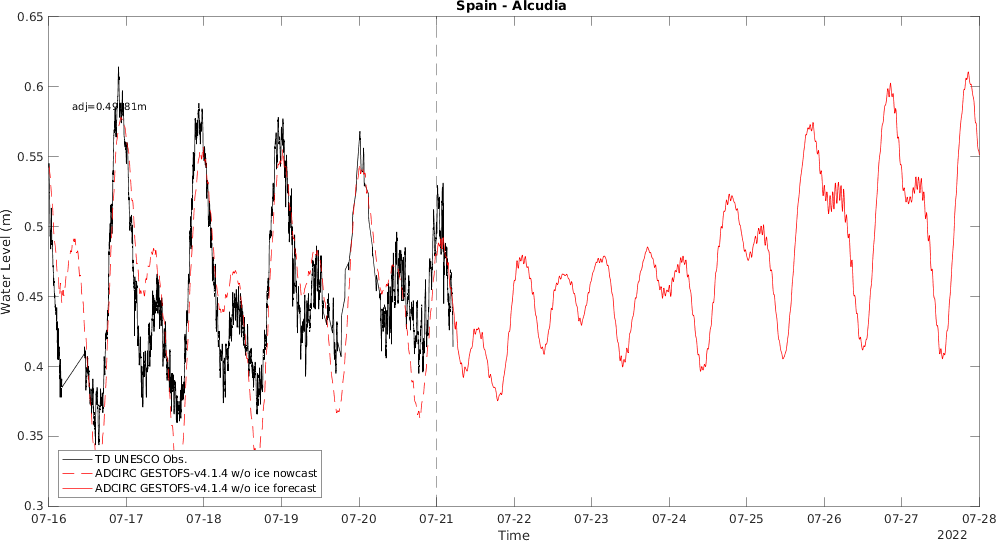 Spain - Alcudia
0.65
0.6
0.55
0.5
0.45
0.4
0.35
0.3
Water Level (m)
TD UNESCO Obs.
ADCIRC GESTOFS-v4.1.4 w/o ice nowcast
ADCIRC GESTOFS-v4.1.4 w/o ice forecast
07-16 07-17 07-18 07-19 07-20 07-21 07-22 07-23 07-24 07-25 07-26 07-27 07-28
Time
2022